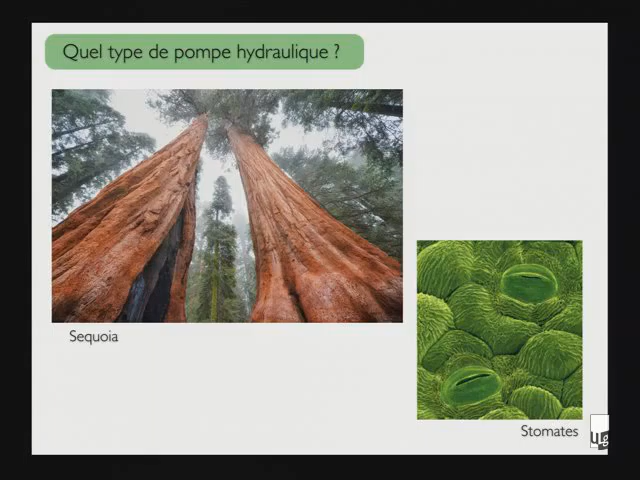 Quel type de pompe hydraulique ?
Sequoia
Stomates